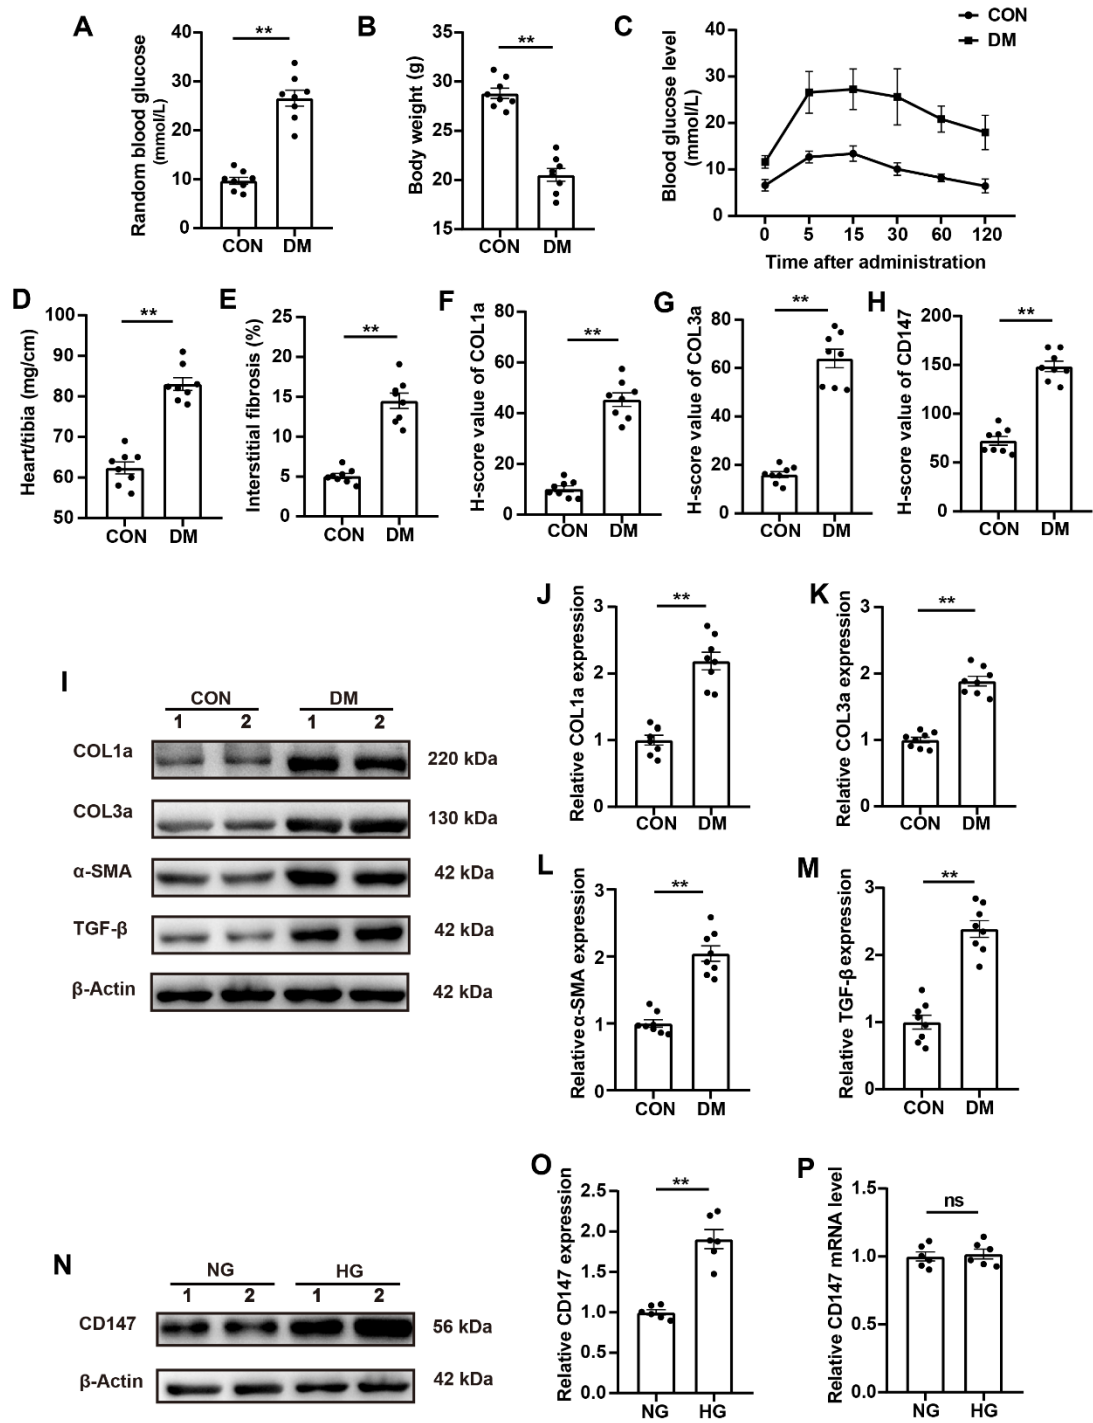 A
Random blood glucose
(mmol/L)
40
30
20
10
0
**
CON DM
B
Body weight (g)
35
30
25
20
15
**
CON DM
C
Blood glucose level
(mmol/L)
40
30
20
10
0
CON
DM
0 5 15 30 60 120
Time after administration
D
Heart/tibia (mg/cm)
100
90
80
70
60
50
**
CON DM
E
Interstitial fibrosis (%)
25
20
15
10
5
0
**
CON DM
F
H-score value of COL1a
80
60
40
20
0
**
CON DM
G
H-score value of COL3a
80
60
40
20
0
**
CON DM
H
H-score value of CD147
200
150
100
50
0
**
CON DM
I
CON DM
1 2 1 2
COL1a 220 kDa
COL3a 130 kDa
α-SMA 42 kDa
TGF-β 42 kDa
β-Actin 42 kDa
J
Relative COL1a expression
3
2
1
0
**
CON DM
K
Relative COL3a expression
3
2
1
0
**
CON DM
L
Relative α-SMA expression
3
2
1
0
**
CON DM
M
Relative TGF-β expression
3
2
1
0
**
CON DM
N
NG HG
1 2 1 2
CD147 56 kDa
β-Actin 42 kDa
O
Relative CD147 expression
2.5
2.0
1.5
1.0
0.5
0.0
**
NG HG
P
Relative CD147 mRNA level
1.5
1.0
0.5
0.0
ns
NG HG